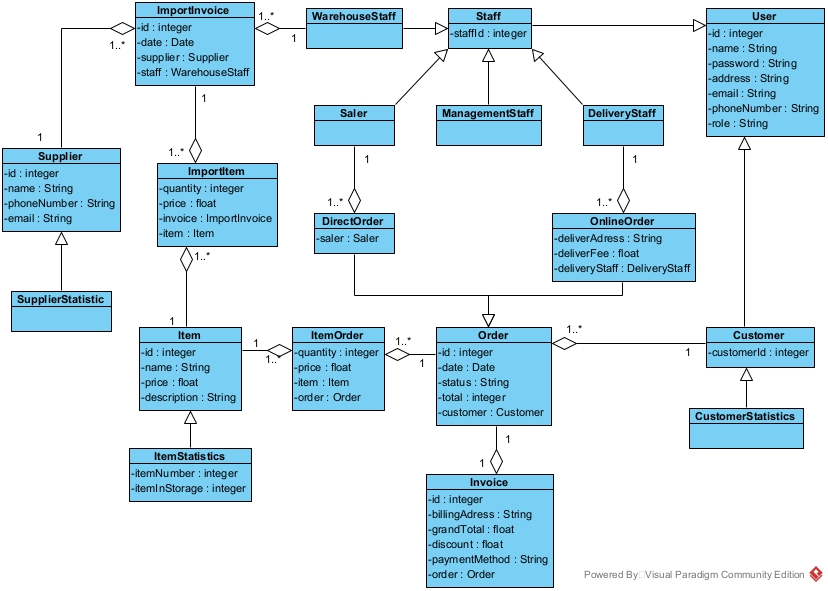 ImportInvoice
-id : integer
-date : Date
-supplier : Supplier
-staff : WarehouseStaff
1..*
1
WarehouseStaff
Staff
-staffId : integer
User
-id : integer
-name : String
-password : String
-address : String
-email : String
-phoneNumber : String
-role : String
1..*
1
1
1..*
Supplier
-id : integer
-name : String
-phoneNumber : String
-email : String
SupplierStatistic
ImportItem
-quantity : integer
-price : float
-invoice : ImportInvoice
-item : Item
1..*
1
Saler
ManagementStaff
DeliveryStaff
1
1..*
1
1..*
DirectOrder
-saler : Saler
OnlineOrder
-deliverAdress : String
-deliverFee : float
-deliveryStaff : DeliveryStaff
Item
-id : integer
-name : String
-price : float
-description : String
1
1..*
ItemOrder
-quantity : integer
-price : float
-item : Item
-order : Order
1..*
1
Order
-id : integer
-date : Date
-status : String
-total : integer
-customer : Customer
1..*
1
Customer
-customerId : integer
CustomerStatistics
ItemStatistics
-itemNumber : integer
-itemInStorage : integer
1
1
Invoice
-id : integer
-billingAdress : String
-grandTotal : float
-discount : float
-paymentMethod : String
-order : Order
Powered By Visual Paradigm Community Edition